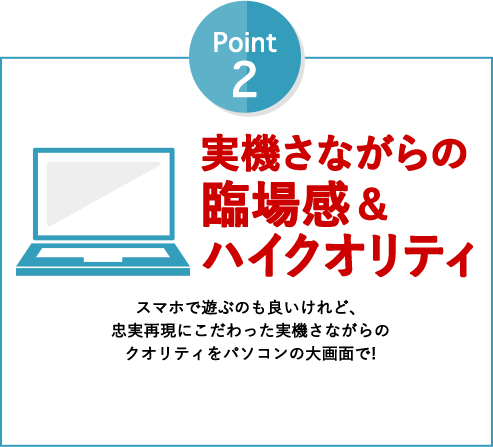 Point
2
実機さながらの
臨場感&
ハイクオリティ
スマホで遊ぶのも良いけれど、
忠実再現にこだわった実機さながらの
クオリティをパソコンの大画面で!